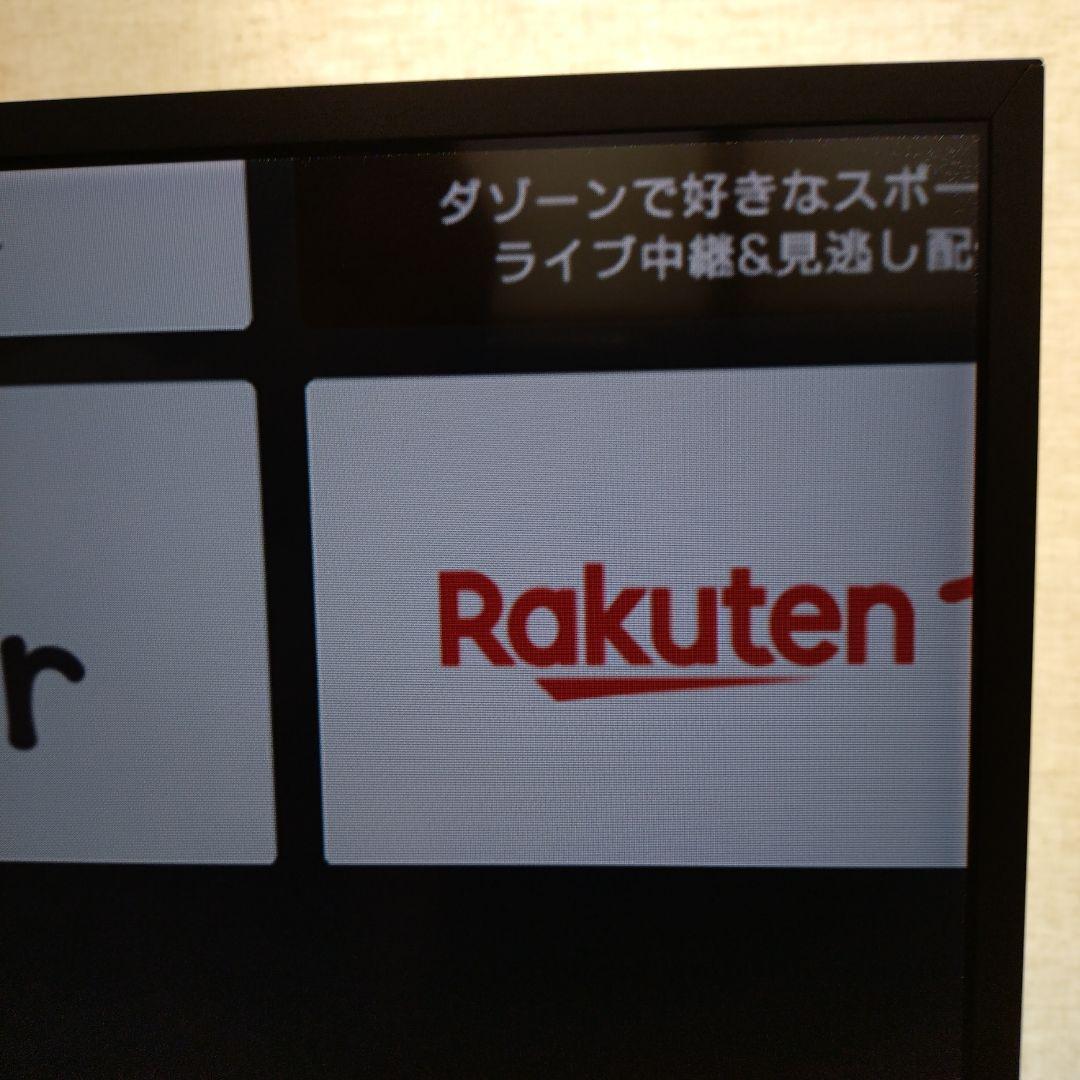 ダゾーンで好きなスポー
ライブ中継&見逃し配
r
Rakuten